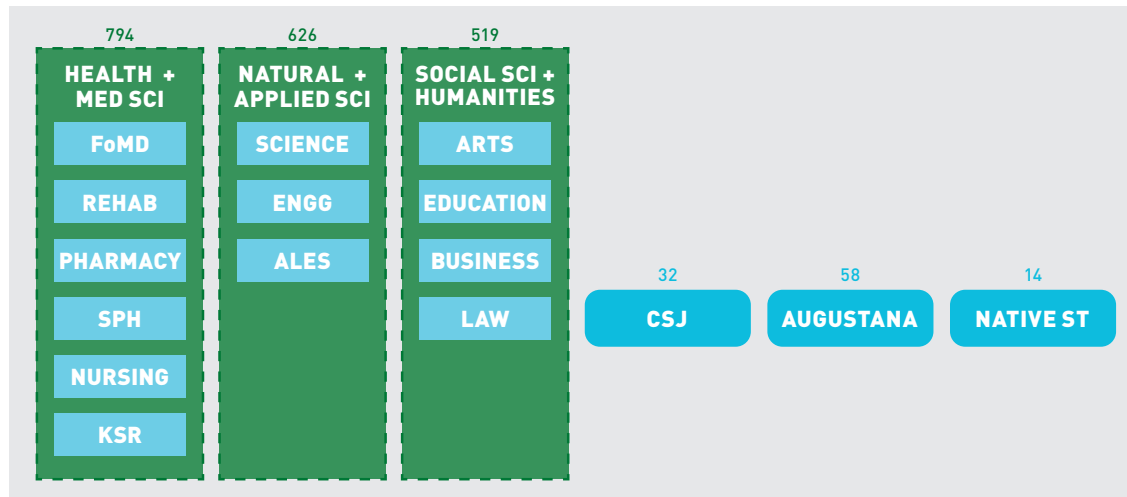 794
HEALTH +
MED SCI
FoMD
REHAB
PHARMACY
SPH
NURSING
KSR
626
NATURAL +
APPLIED SCI
SCIENCE
ENGG
ALES
519
SOCIAL SCI +
HUMANITIES
ARTS
EDUCATION
BUSINESS
LAW
32
CSJ
58
AUGUSTANA
14
NATIVE ST